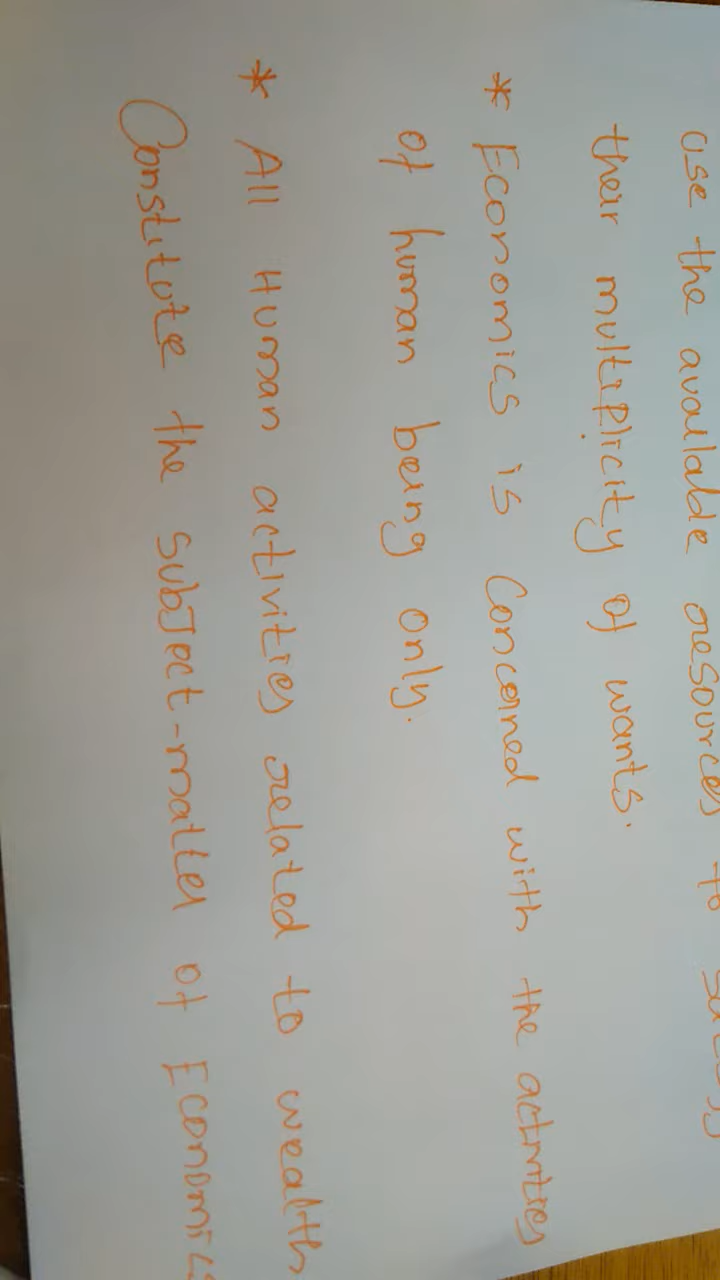 use the available resources to
their multiplicity of wants.
* Economics is Concerned with the activities
of human being only.
* All Human activities related to wealth
Constitute the subJect-matter of Economics